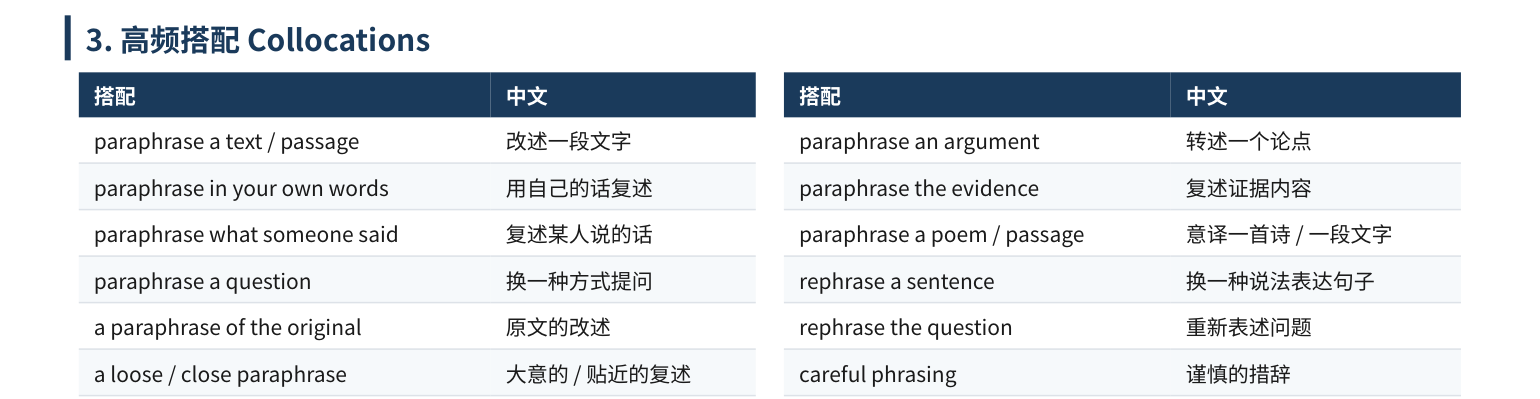 3. 高频搭配 Collocations
搭配 中文
paraphrase a text / passage 改述一段文字
paraphrase in your own words 用自己的话复述
paraphrase what someone said 复述某人说的话
paraphrase a question 换一种方式提问
a paraphrase of the original 原文的改述
a loose / close paraphrase 大意的 / 贴近的复述
搭配 中文
paraphrase an argument 转述一个论点
paraphrase the evidence 复述证据内容
paraphrase a poem / passage 意译一首诗 / 一段文字
rephrase a sentence 换一种说法表达句子
rephrase the question 重新表述问题
careful phrasing 谨慎的措辞